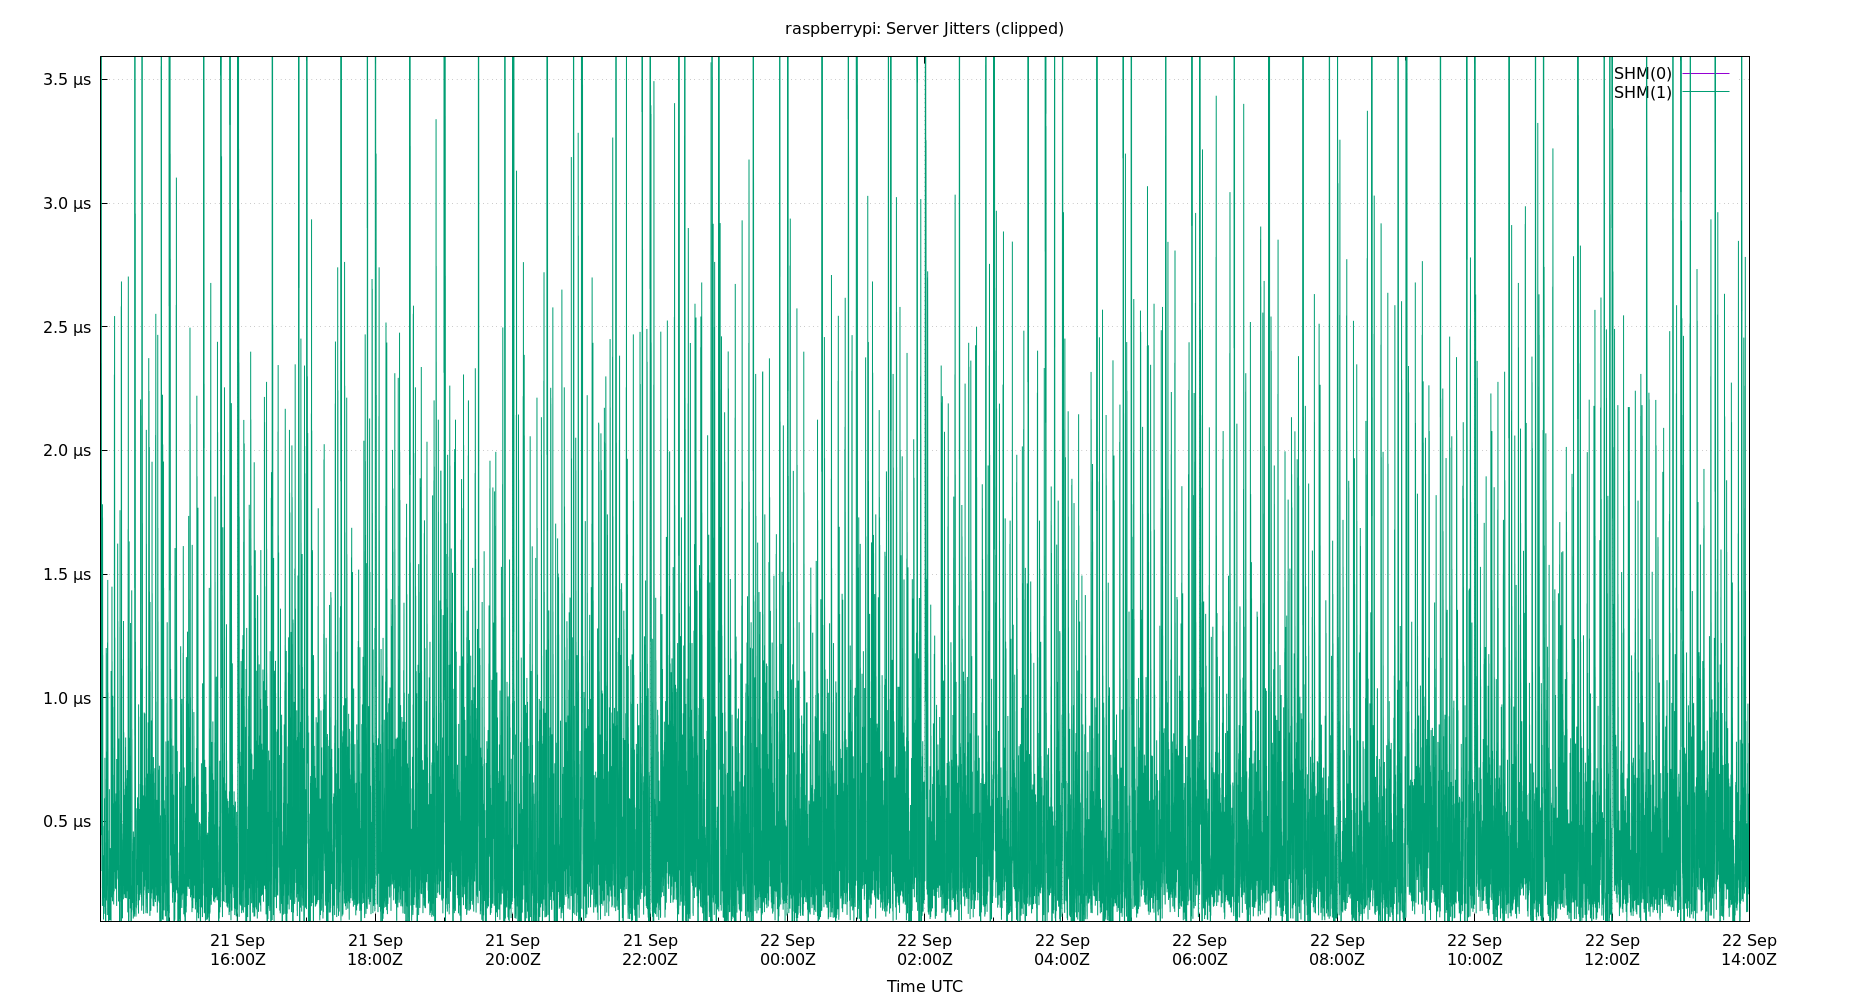 raspberrypi: Server Jitters (clipped)
3.5 μs
3.0 μs
2.5 μs
2.0 μs
1.5 μs
1.0 μs
0.5 μs
SHM(0)
SHM(1)
21 Sep 21 Sep 21 Sep 21 Sep 22 Sep 22 Sep 22 Sep 22 Sep 22 Sep 22 Sep 22 Sep 22 Sep
16:00Z 18:00Z 20:00Z 22:00Z 00:00Z 02:00Z 04:00Z 06:00Z 08:00Z 10:00Z 12:00Z 14:00Z
Time UTC